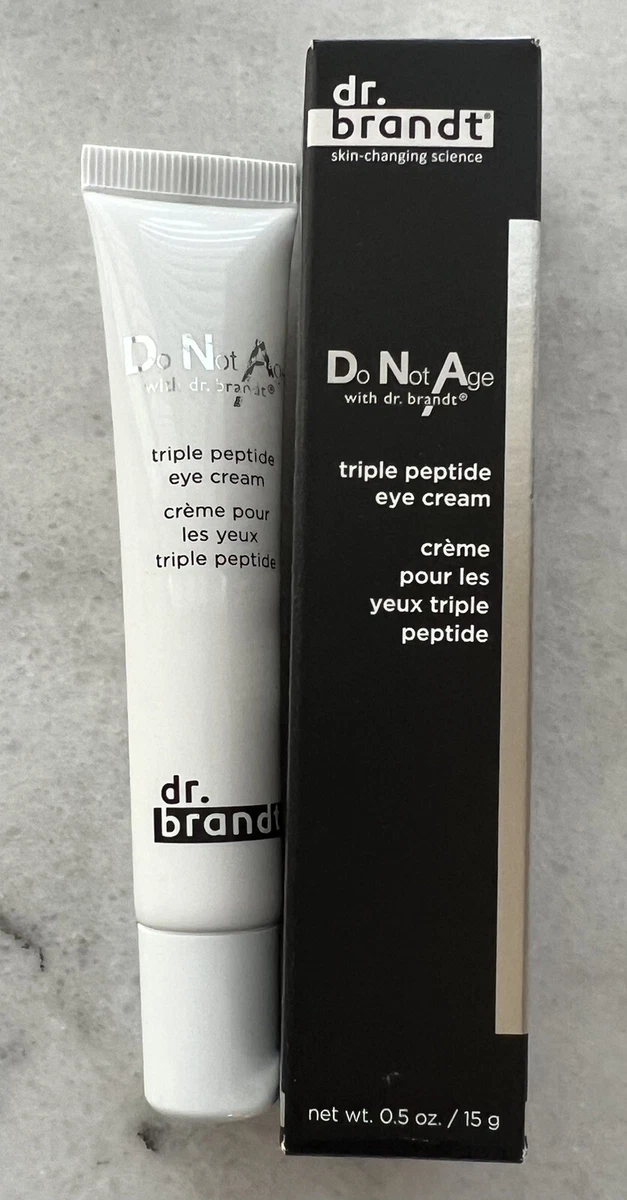 Do Not Age
with dr. brandt®
triple peptide
eye cream
crème pour
les yeux
triple peptide
dr.
brandt
dr.
brandt®
skin-changing science
Do Not Age
with dr. brandt®
triple peptide
eye cream
crème
pour les
yeux triple
peptide
net wt. 0.5 oz. / 15 g